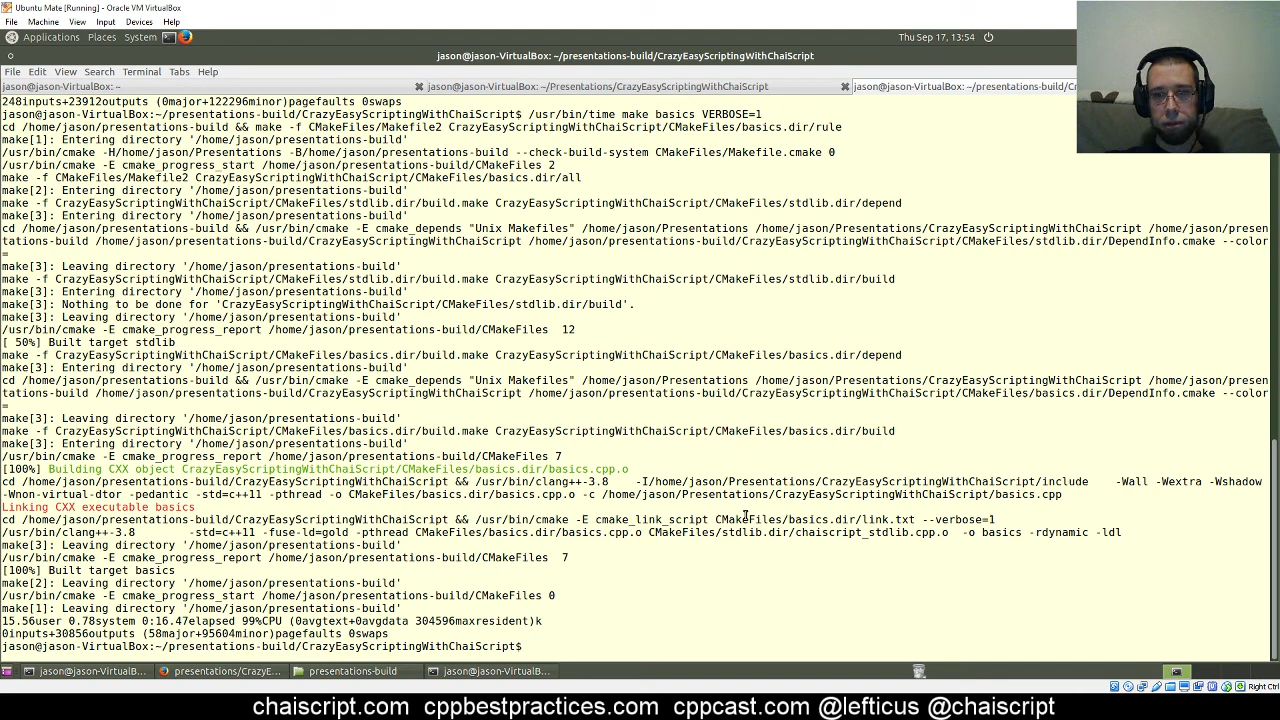 Ubuntu Mate [Running] - Oracle VM VirtualBox
File Machine View Input Devices Help
Applications Places System Thu Sep 17, 13:54
jason@jason-VirtualBox: ~/presentations-build/CrazyEasyScriptingWithChaiScript
File Edit View Search Terminal Tabs Help
jason@jason-VirtualBox: ~ jason@jason-VirtualBox: ~/Presentations/CrazyEasyScriptingWithChaiScript jason@jason-VirtualBox: ~/presentations-build/Cr
248inputs+23912outputs (0major+122296minor)pagefaults 0swaps
jason@jason-VirtualBox:~/presentations-build/CrazyEasyScriptingWithChaiScript$ /usr/bin/time make basics VERBOSE=1
cd /home/jason/presentations-build && make -f CMakeFiles/Makefile2 CrazyEasyScriptingWithChaiScript/CMakeFiles/basics.dir/rule
make[1]: Entering directory '/home/jason/presentations-build'
/usr/bin/cmake -H/home/jason/Presentations -B/home/jason/presentations-build --check-build-system CMakeFiles/Makefile.cmake 0
/usr/bin/cmake -E cmake_progress_start /home/jason/presentations-build/CMakeFiles 2
make -f CMakeFiles/Makefile2 CrazyEasyScriptingWithChaiScript/CMakeFiles/basics.dir/all
make[2]: Entering directory '/home/jason/presentations-build'
make -f CrazyEasyScriptingWithChaiScript/CMakeFiles/stdlib.dir/build.make CrazyEasyScriptingWithChaiScript/CMakeFiles/stdlib.dir/depend
make[3]: Entering directory '/home/jason/presentations-build'
cd /home/jason/presentations-build && /usr/bin/cmake -E cmake_depends "Unix Makefiles" /home/jason/Presentations /home/jason/Presentations/CrazyEasyScriptingWithChaiScript /home/jason/presen
tations-build /home/jason/presentations-build/CrazyEasyScriptingWithChaiScript /home/jason/presentations-build/CrazyEasyScriptingWithChaiScript/CMakeFiles/stdlib.dir/DependInfo.cmake --color
=
make[3]: Leaving directory '/home/jason/presentations-build'
make -f CrazyEasyScriptingWithChaiScript/CMakeFiles/stdlib.dir/build.make CrazyEasyScriptingWithChaiScript/CMakeFiles/stdlib.dir/build
make[3]: Entering directory '/home/jason/presentations-build'
make[3]: Nothing to be done for 'CrazyEasyScriptingWithChaiScript/CMakeFiles/stdlib.dir/build'.
make[3]: Leaving directory '/home/jason/presentations-build'
/usr/bin/cmake -E cmake_progress_report /home/jason/presentations-build/CMakeFiles 12
[ 50%] Built target stdlib
make -f CrazyEasyScriptingWithChaiScript/CMakeFiles/basics.dir/build.make CrazyEasyScriptingWithChaiScript/CMakeFiles/basics.dir/depend
make[3]: Entering directory '/home/jason/presentations-build'
cd /home/jason/presentations-build && /usr/bin/cmake -E cmake_depends "Unix Makefiles" /home/jason/Presentations /home/jason/Presentations/CrazyEasyScriptingWithChaiScript /home/jason/presen
tations-build /home/jason/presentations-build/CrazyEasyScriptingWithChaiScript /home/jason/presentations-build/CrazyEasyScriptingWithChaiScript/CMakeFiles/basics.dir/DependInfo.cmake --color
=
make[3]: Leaving directory '/home/jason/presentations-build'
make -f CrazyEasyScriptingWithChaiScript/CMakeFiles/basics.dir/build.make CrazyEasyScriptingWithChaiScript/CMakeFiles/basics.dir/build
make[3]: Entering directory '/home/jason/presentations-build'
/usr/bin/cmake -E cmake_progress_report /home/jason/presentations-build/CMakeFiles 7
[100%] Building CXX object CrazyEasyScriptingWithChaiScript/CMakeFiles/basics.dir/basics.cpp.o
cd /home/jason/presentations-build/CrazyEasyScriptingWithChaiScript && /usr/bin/clang++-3.8 -I/home/jason/Presentations/CrazyEasyScriptingWithChaiScript/include -Wall -Wextra -Wshadow
-Wnon-virtual-dtor -pedantic -std=c++11 -pthread -o CMakeFiles/basics.dir/basics.cpp.o -c /home/jason/Presentations/CrazyEasyScriptingWithChaiScript/basics.cpp
Linking CXX executable basics
cd /home/jason/presentations-build/CrazyEasyScriptingWithChaiScript && /usr/bin/cmake -E cmake_link_script CMakeFiles/basics.dir/link.txt --verbose=1
/usr/bin/clang++-3.8 -std=c++11 -fuse-ld=gold -pthread CMakeFiles/basics.dir/basics.cpp.o CMakeFiles/stdlib.dir/chaiscript_stdlib.cpp.o -o basics -rdynamic -ldl
make[3]: Leaving directory '/home/jason/presentations-build'
/usr/bin/cmake -E cmake_progress_report /home/jason/presentations-build/CMakeFiles 7
[100%] Built target basics
make[2]: Leaving directory '/home/jason/presentations-build'
/usr/bin/cmake -E cmake_progress_start /home/jason/presentations-build/CMakeFiles 0
make[1]: Leaving directory '/home/jason/presentations-build'
15.56user 0.78system 0:16.47elapsed 99%CPU (0avgtext+0avgdata 304596maxresident)k
0inputs+30856outputs (58major+95604minor)pagefaults 0swaps
jason@jason-VirtualBox:~/presentations-build/CrazyEasyScriptingWithChaiScript$
jason@jason-VirtualB... presentations/CrazyE... presentations-build jason@jason-VirtualB...
Right Ctrl
chaiscript.com cppbestpractices.com cppcast.com @lefticus @chaiscript